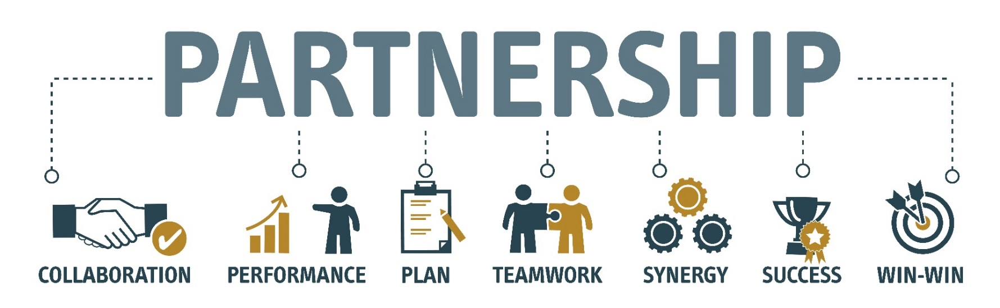 PARTNERSHIP
COLLABORATION
PERFORMANCE
PLAN
TEAMWORK
SYNERGY
SUCCESS
WIN-WIN